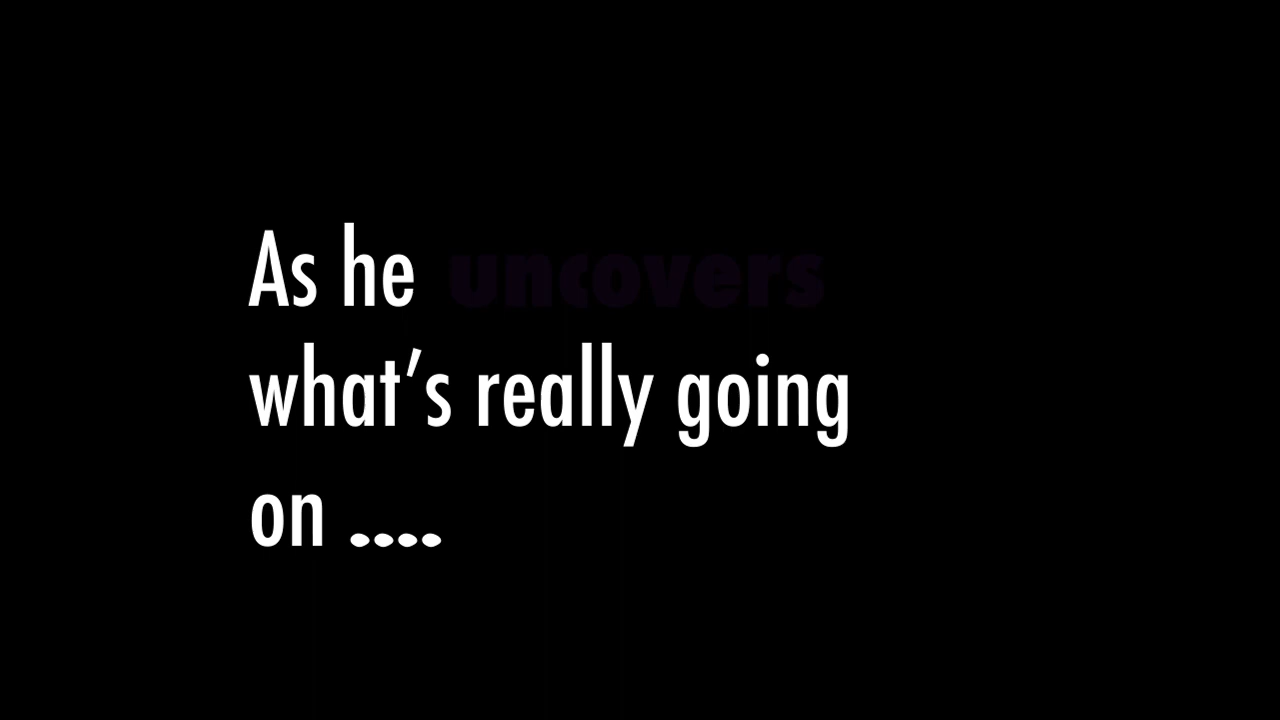 As he uncovers
what’s really going
on ....